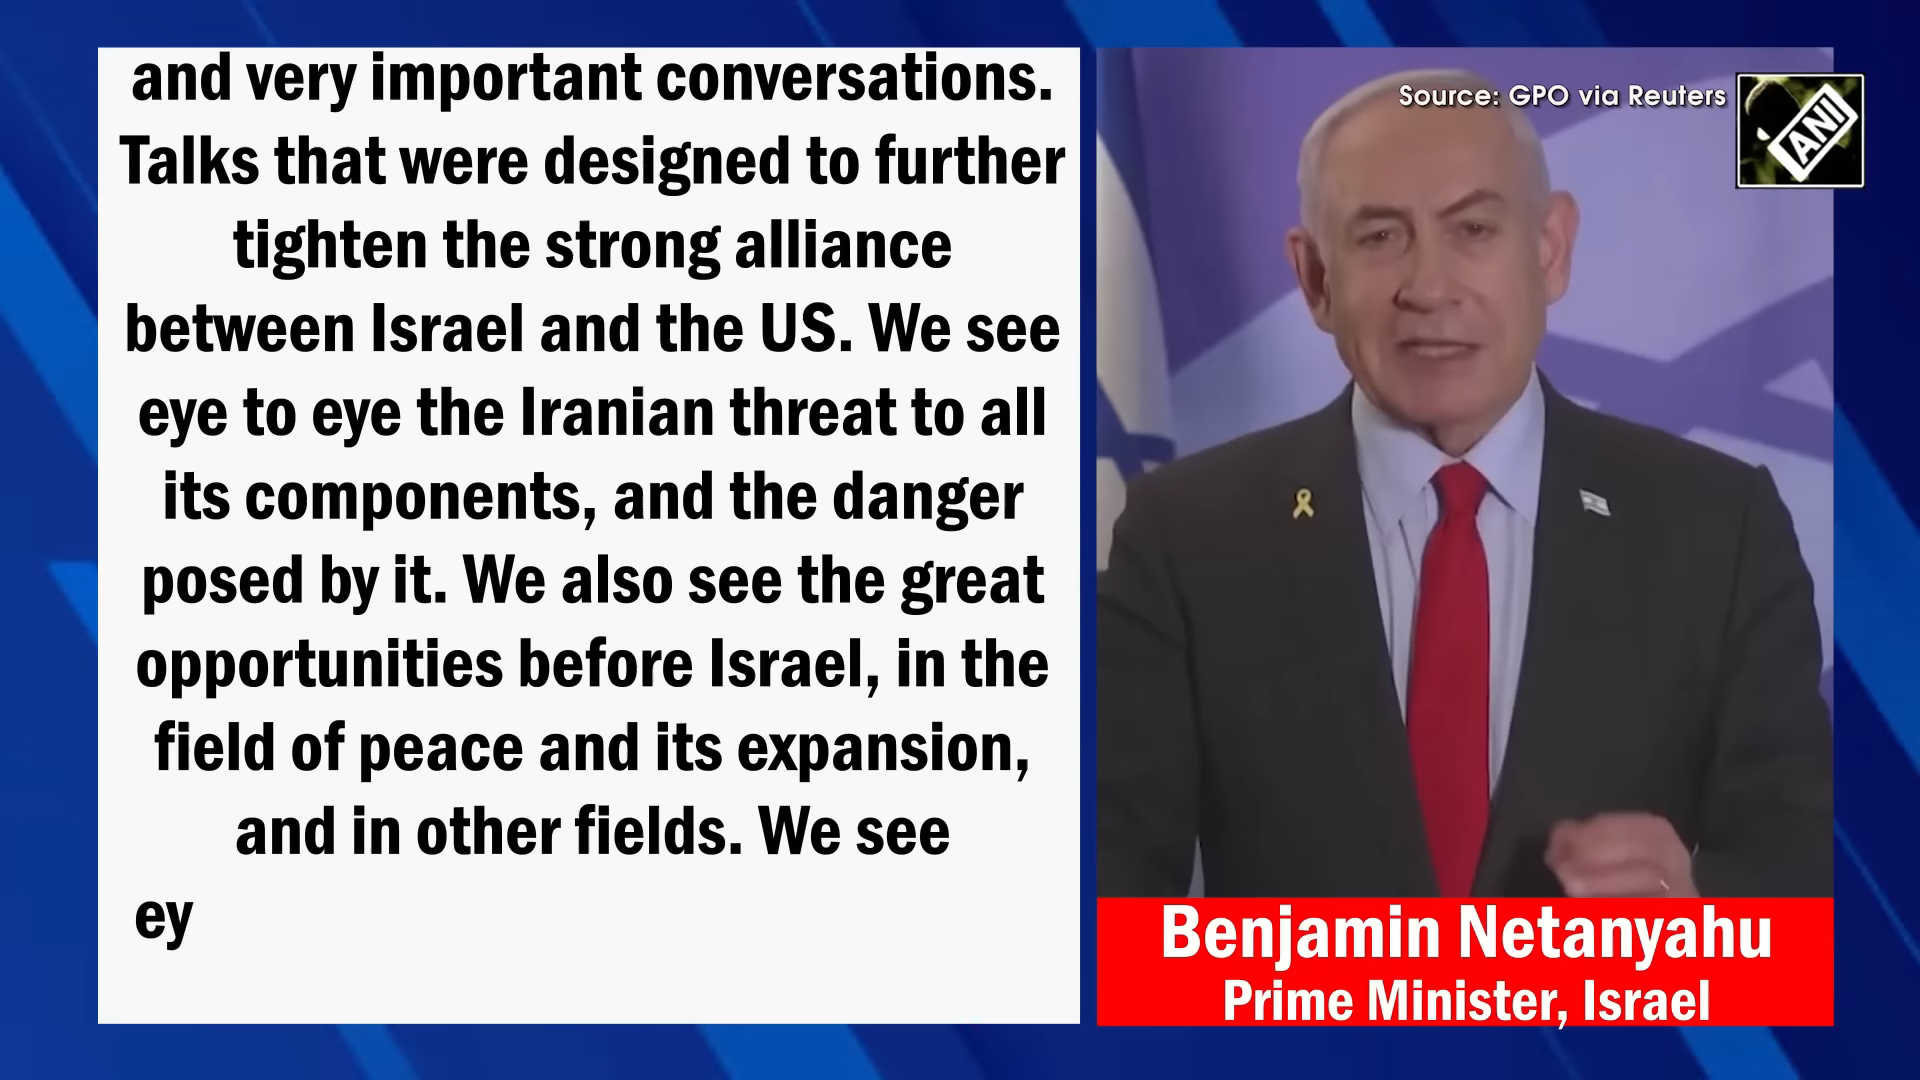 and very important conversations.
Talks that were designed to further
tighten the strong alliance
between Israel and the US. We see
eye to eye the Iranian threat to all
its components, and the danger
posed by it. We also see the great
opportunities before Israel, in the
field of peace and its expansion,
and in other fields. We see
ey
Source: GPO via Reuters
ANI
Benjamin Netanyahu
Prime Minister, Israel